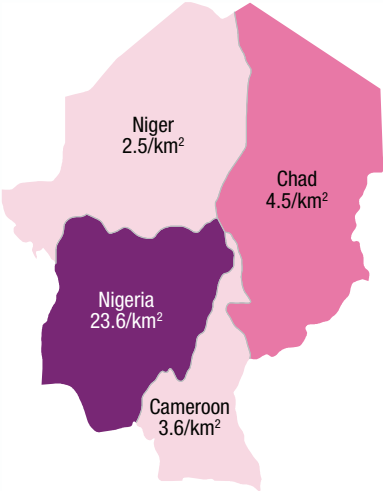 Niger
2.5/km²
Chad
4.5/km²
Nigeria
23.6/km²
Cameroon
3.6/km²